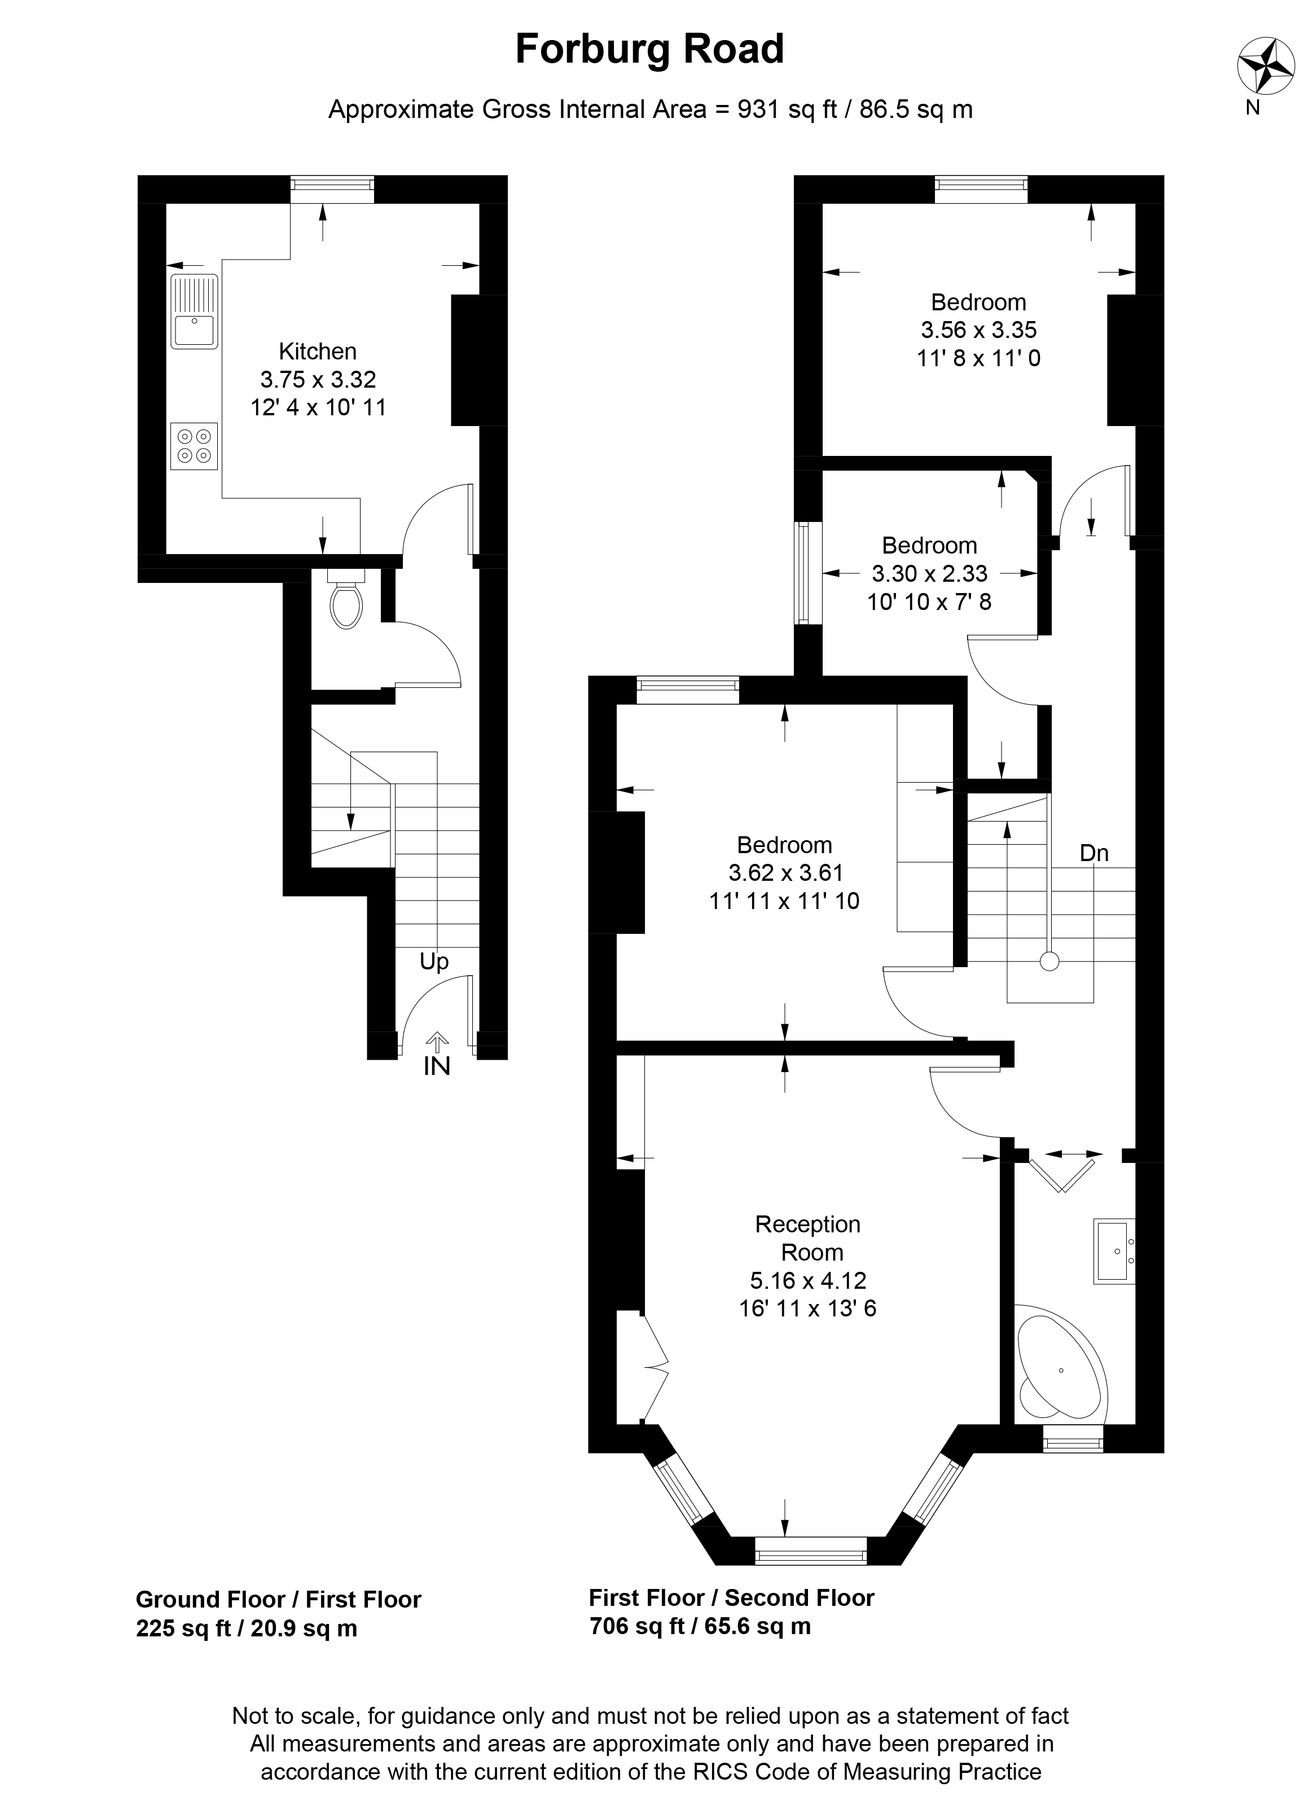 Forburg Road
Approximate Gross Internal Area = 931 sq ft / 86.5 sq m
N
Kitchen
3.75 x 3.32
12' 4 x 10' 11
Up
IN
Bedroom
3.56 x 3.35
11' 8 x 11' 0
Bedroom
3.30 x 2.33
10' 10 x 7' 8
Bedroom
3.62 x 3.61
11' 11 x 11' 10
Dn
Reception
Room
5.16 x 4.12
16' 11 x 13' 6
Ground Floor / First Floor
225 sq ft / 20.9 sq m
First Floor / Second Floor
706 sq ft / 65.6 sq m
Not to scale, for guidance only and must not be relied upon as a statement of fact
All measurements and areas are approximate only and have been prepared in
accordance with the current edition of the RICS Code of Measuring Practice